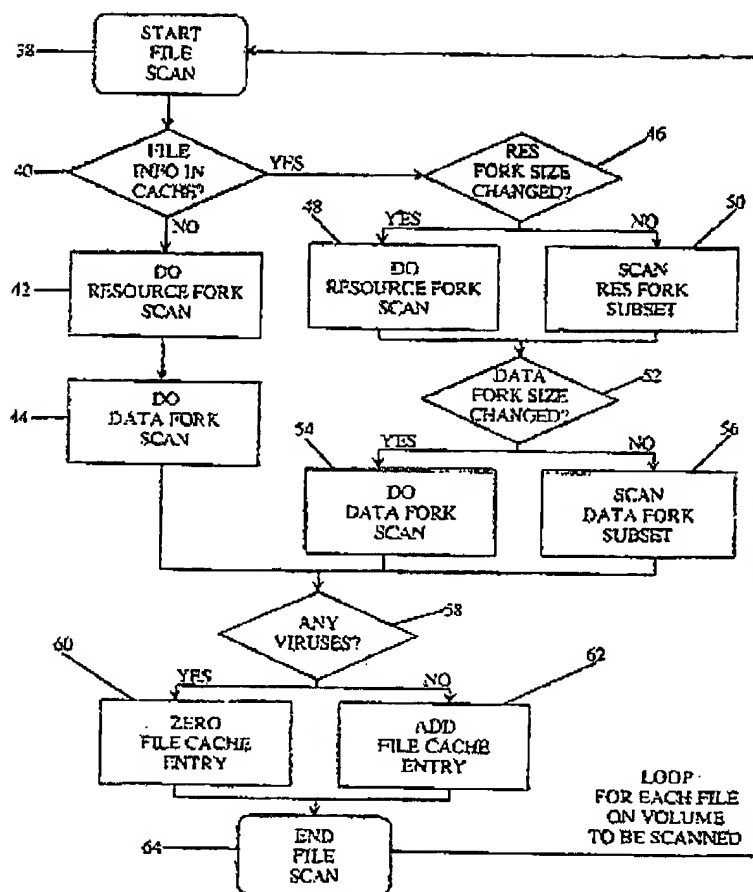 START
FILE
SCAN
38
FILE
INFO IN
CACHE?
40
YES
RES
FORK SIZE
CHANGED?
46
NO
DO
RESOURCE FORK
SCAN
42
48
YES
DO
RESOURCE FORK
SCAN
NO
50
SCAN
RES FORK
SUBSET
DO
DATA FORK
SCAN
44
DATA
FORK SIZE
CHANGED?
52
54
YES
DO
DATA FORK
SCAN
NO
56
SCAN
DATA FORK
SUBSET
ANY
VIRUSES?
58
60
YES
ZERO
FILE CACHE
ENTRY
NO
62
ADD
FILE CACHE
ENTRY
END
FILE
SCAN
64
LOOP
FOR EACH FILE
ON VOLUME
TO BE SCANNED